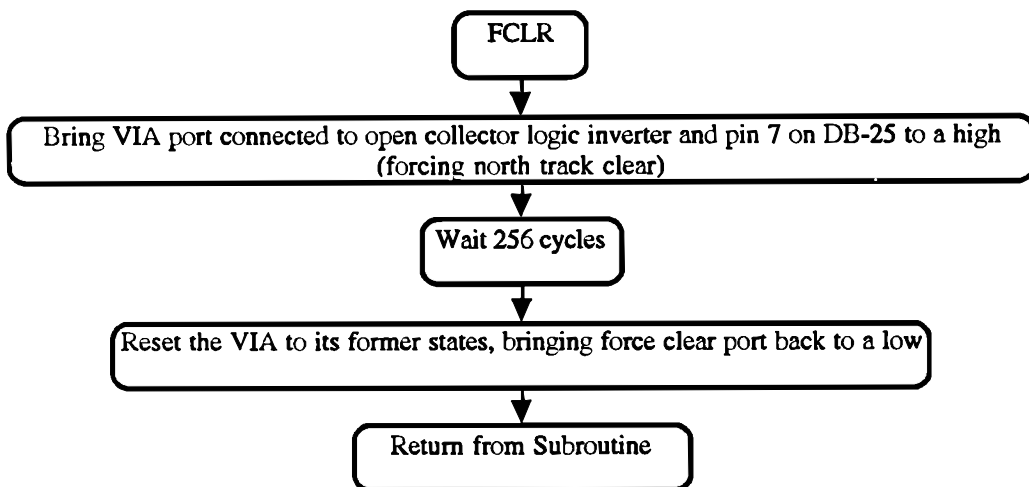 FCLR
Bring VIA port connected to open collector logic inverter and pin 7 on DB-25 to a high
(forcing north track clear)
Wait 256 cycles
Reset the VIA to its former states, bringing force clear port back to a low
Return from Subroutine